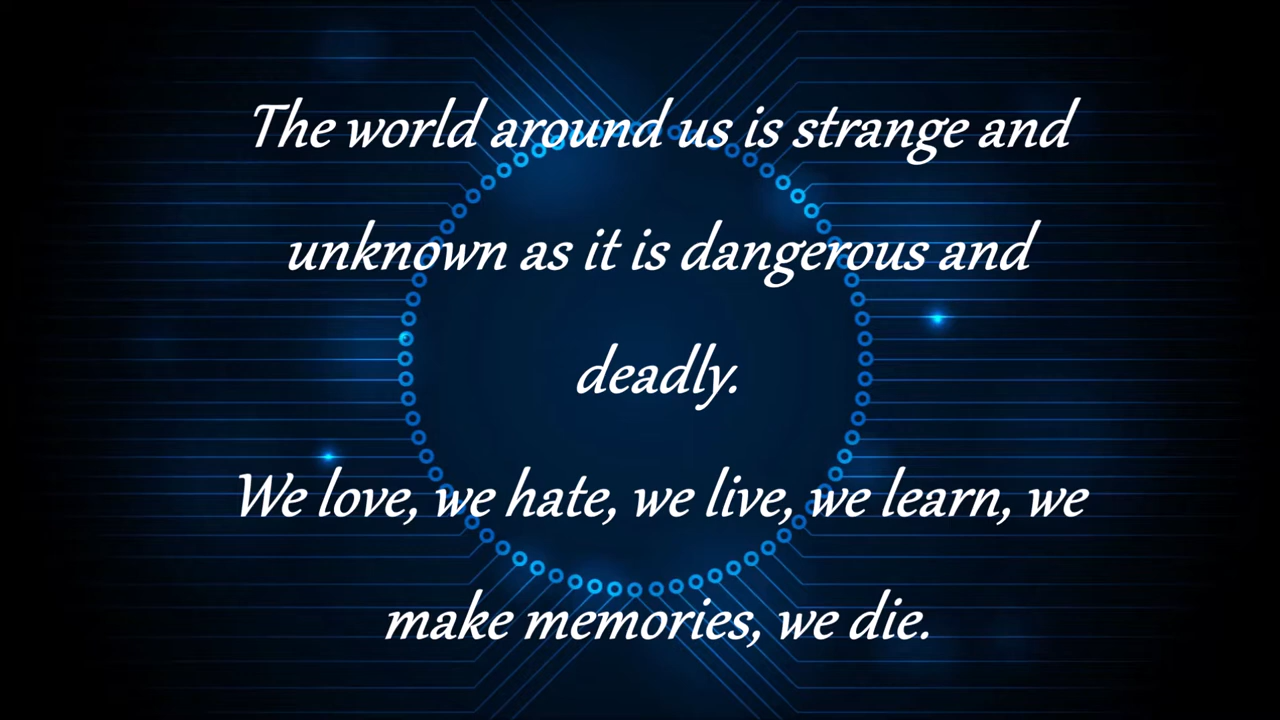 The world around us is strange and
unknown as it is dangerous and
deadly.
We love, we hate, we live, we learn, we
make memories, we die.